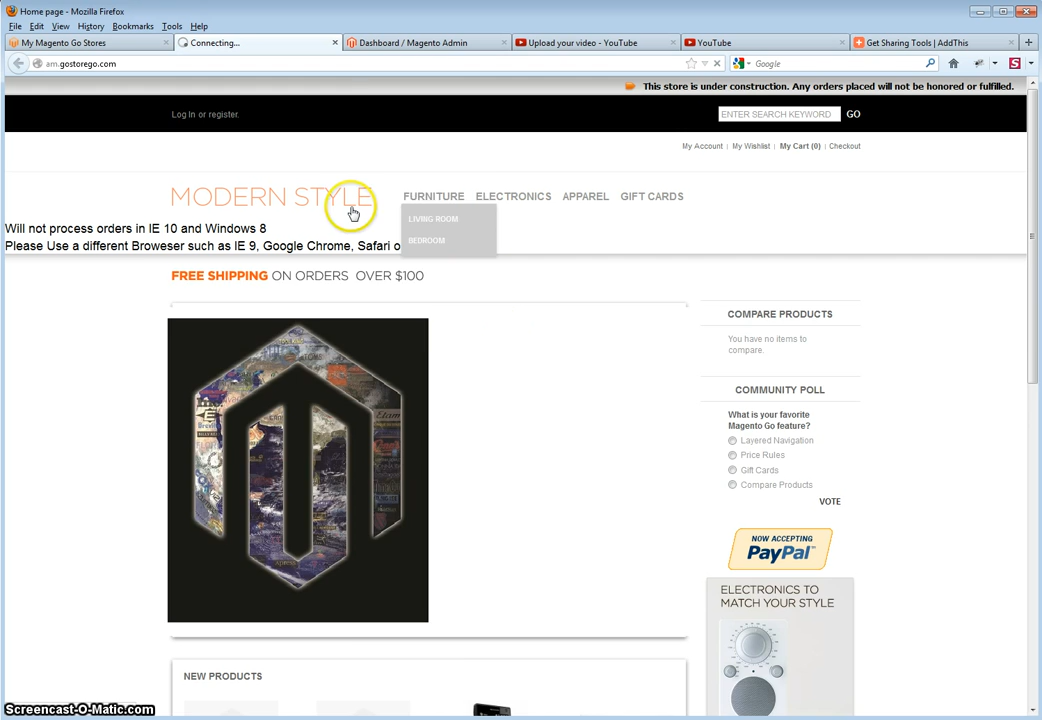 Home page - Mozilla Firefox
File Edit View History Bookmarks Tools Help
My Magento Go Stores
Connecting...
Dashboard / Magento Admin
Upload your video - YouTube
YouTube
Get Sharing Tools | AddThis
am.gostorego.com
Google
This store is under construction. Any orders placed will not be honored or fulfilled.
Log In or register.
ENTER SEARCH KEYWORD GO
My Account | My Wishlist | My Cart (0) | Checkout
MODERN STYLE
FURNITURE ELECTRONICS APPAREL GIFT CARDS
LIVING ROOM
BEDROOM
Will not process orders in IE 10 and Windows 8
Please Use a different Broweser such as IE 9, Google Chrome, Safari o
FREE SHIPPING ON ORDERS OVER $100
COMPARE PRODUCTS
You have no items to
compare.
COMMUNITY POLL
What is your favorite
Magento Go feature?
Layered Navigation
Price Rules
Gift Cards
Compare Products
VOTE
NOW ACCEPTING
PayPal
ELECTRONICS TO
MATCH YOUR STYLE
NEW PRODUCTS
Screencast-O-Matic.com